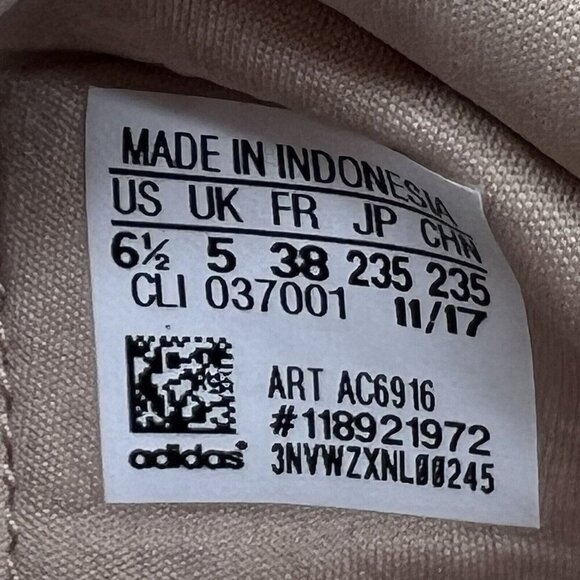 MADE IN INDONESIA
US UK FR JP CHN
6½ 5 38 235 235
CLI 037001 11/17
ART AC6916
#118921972
adidas® 3NVWZXNL00245